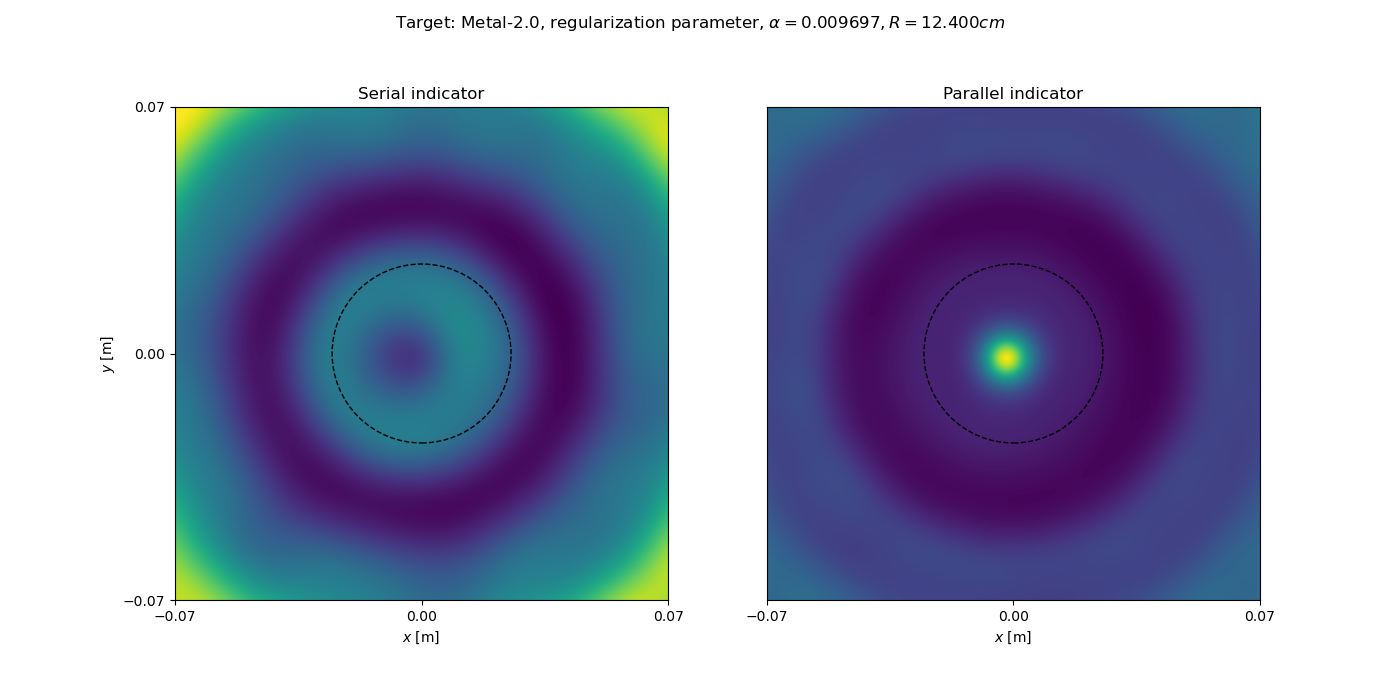 Target: Metal-2.0, regularization parameter, α = 0.009697, R = 12.400cm
Serial indicator
Parallel indicator
0.07
0.00
−0.07
y [m]
−0.07 0.00 0.07
x [m]
−0.07 0.00 0.07
x [m]